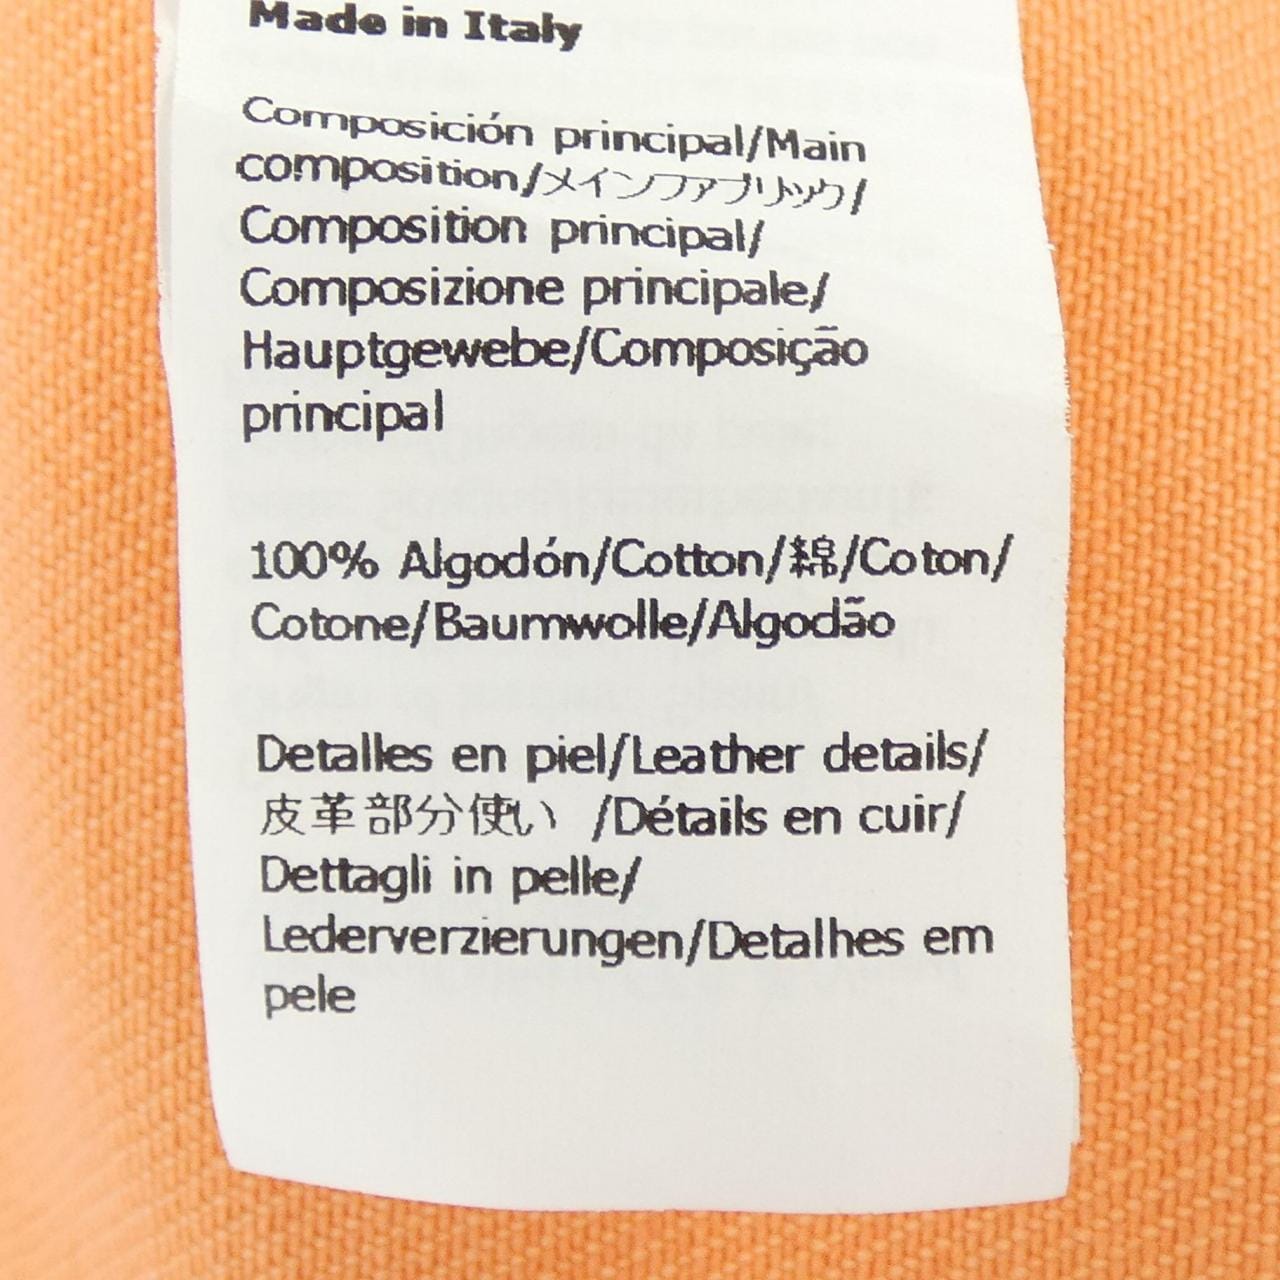 Made in Italy
Composición principal/Main
composition/メインファブリック/
Composition principal/
Composizione principale/
Hauptgewebe/Composição
principal
100% Algodón/Cotton/綿/Coton/
Cotone/Baumwolle/Algodão
Detalles en piel/Leather details/
皮革部分使い /Détails en cuir/
Dettagli in pelle/
Lederverzierungen/Detalhes em
pele